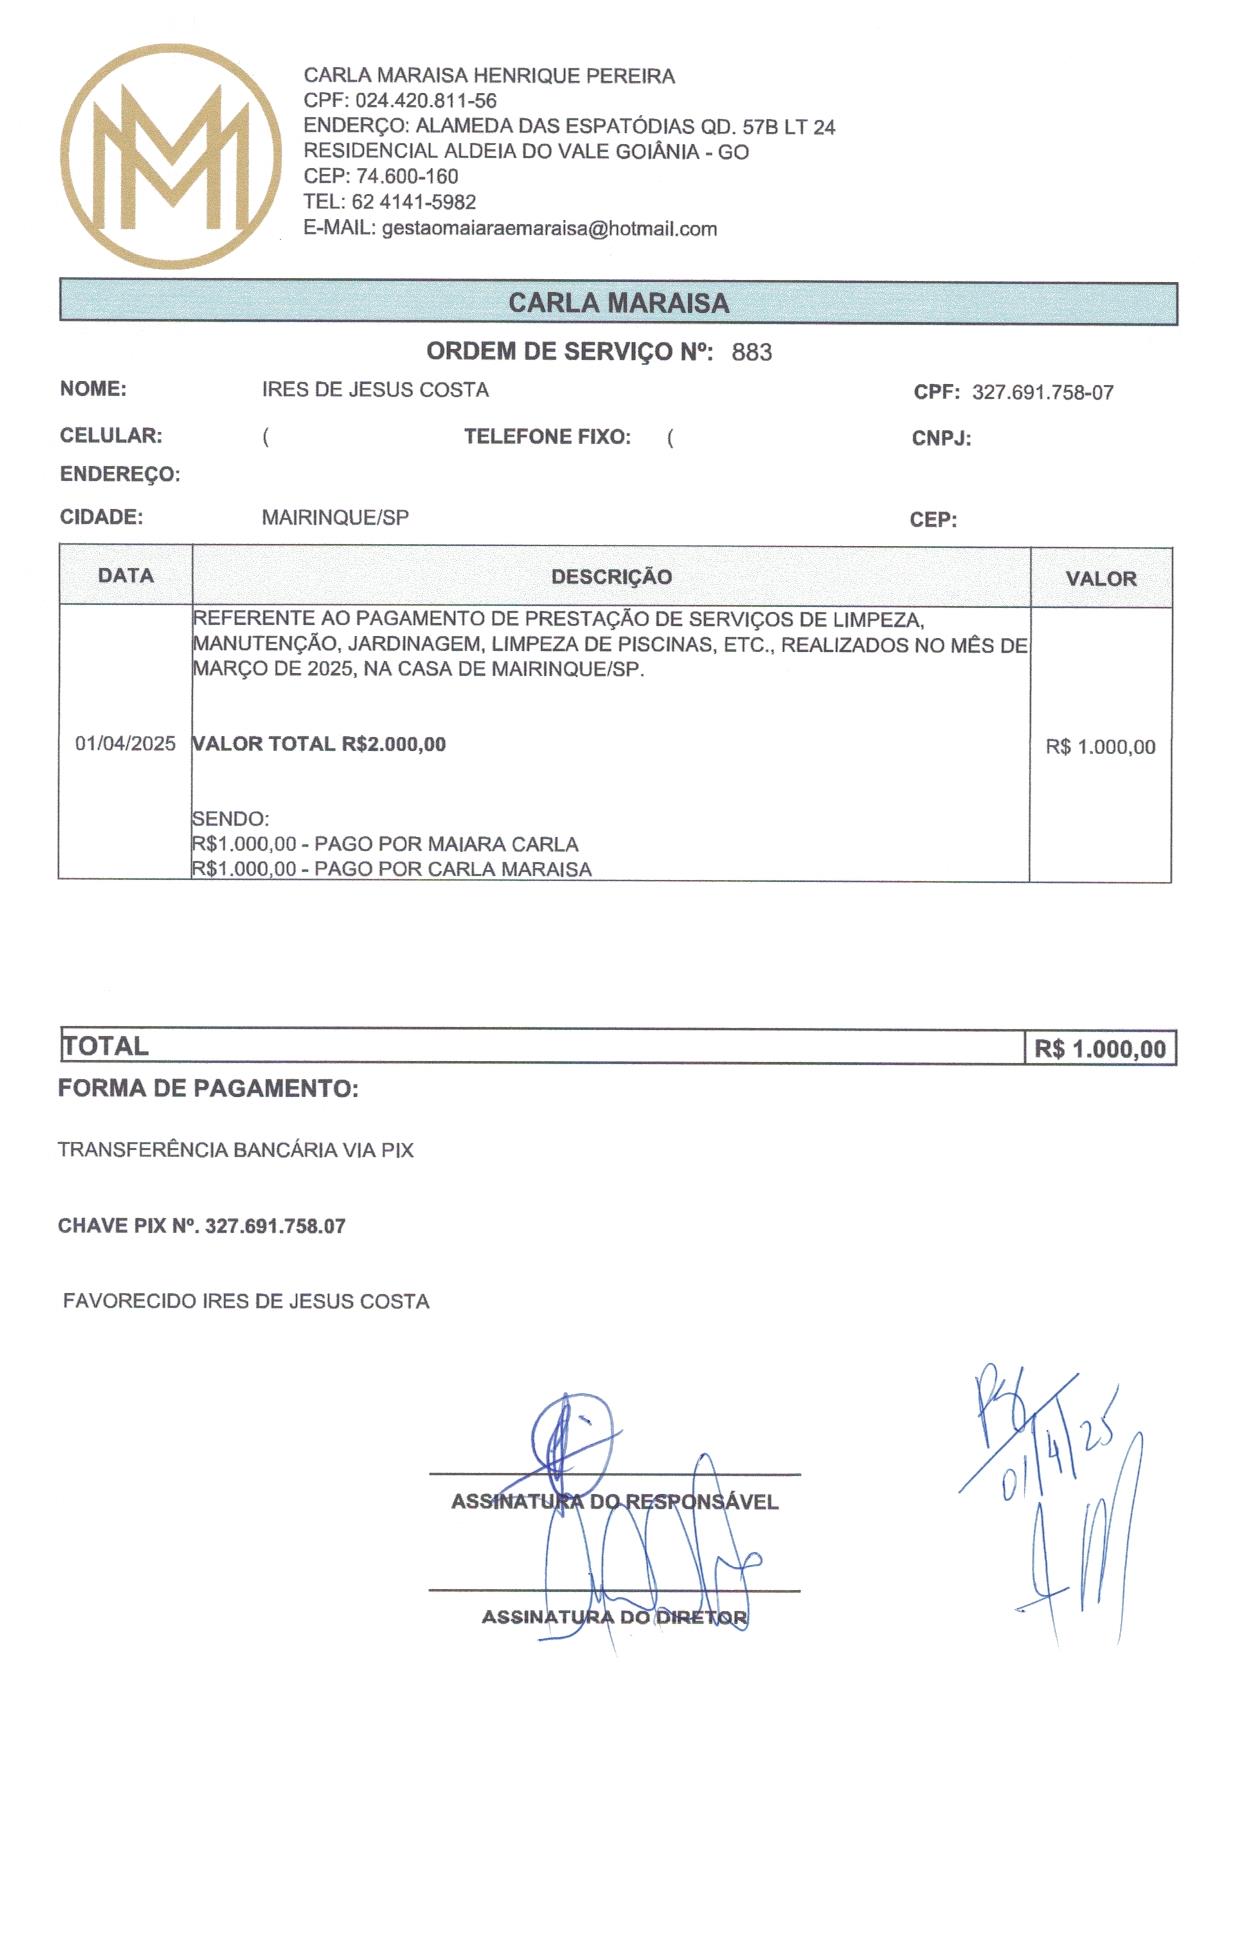 CARLA MARAISA HENRIQUE PEREIRA
CPF: 024.420.811-56
ENDERÇO: ALAMEDA DAS ESPATÓDIAS QD. 57B LT 24
RESIDENCIAL ALDEIA DO VALE GOIÂNIA - GO
CEP: 74.600-160
TEL: 62 4141-5982
E-MAIL: gestaomaiaraemaraisa@hotmail.com
CARLA MARAISA
ORDEM DE SERVIÇO Nº: 883
NOME: IRES DE JESUS COSTA CPF: 327.691.758-07
CELULAR: ( TELEFONE FIXO: ( CNPJ:
ENDEREÇO:
CIDADE: MAIRINQUE/SP CEP:
DATA DESCRIÇÃO VALOR
REFERENTE AO PAGAMENTO DE PRESTAÇÃO DE SERVIÇOS DE LIMPEZA,
MANUTENÇÃO, JARDINAGEM, LIMPEZA DE PISCINAS, ETC., REALIZADOS NO MÊS DE
MARÇO DE 2025, NA CASA DE MAIRINQUE/SP.
01/04/2025 VALOR TOTAL R$2.000,00 R$ 1.000,00
SENDO:
R$1.000,00 - PAGO POR MAIARA CARLA
R$1.000,00 - PAGO POR CARLA MARAISA
TOTAL R$ 1.000,00
FORMA DE PAGAMENTO:
TRANSFERÊNCIA BANCÁRIA VIA PIX
CHAVE PIX Nº. 327.691.758.07
FAVORECIDO IRES DE JESUS COSTA
01/4/25
ASSINATURA DO RESPONSÁVEL
ASSINATURA DO DIRETOR